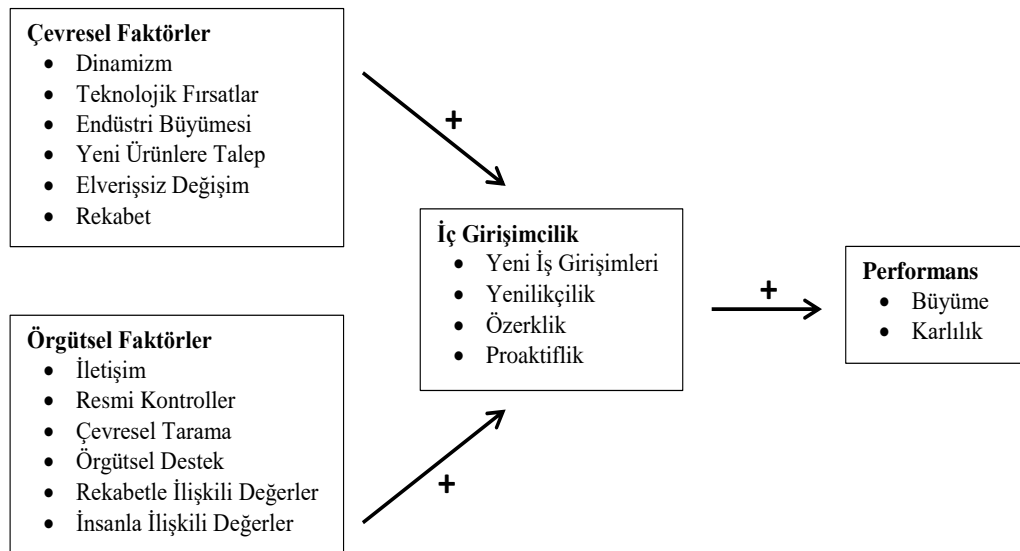 Çevresel Faktörler
• Dinamizm
• Teknolojik Fırsatlar
• Endüstri Büyümesi
• Yeni Ürünlere Talep
• Elverişsiz Değişim
• Rekabet
+
İç Girişimcilik
• Yeni İş Girişimleri
• Yenilikçilik
• Özerklik
• Proaktiflik
+
Performans
• Büyüme
• Karlılık
Örgütsel Faktörler
• İletişim
• Resmi Kontroller
• Çevresel Tarama
• Örgütsel Destek
• Rekabetle İlişkili Değerler
• İnsanla İlişkili Değerler
+